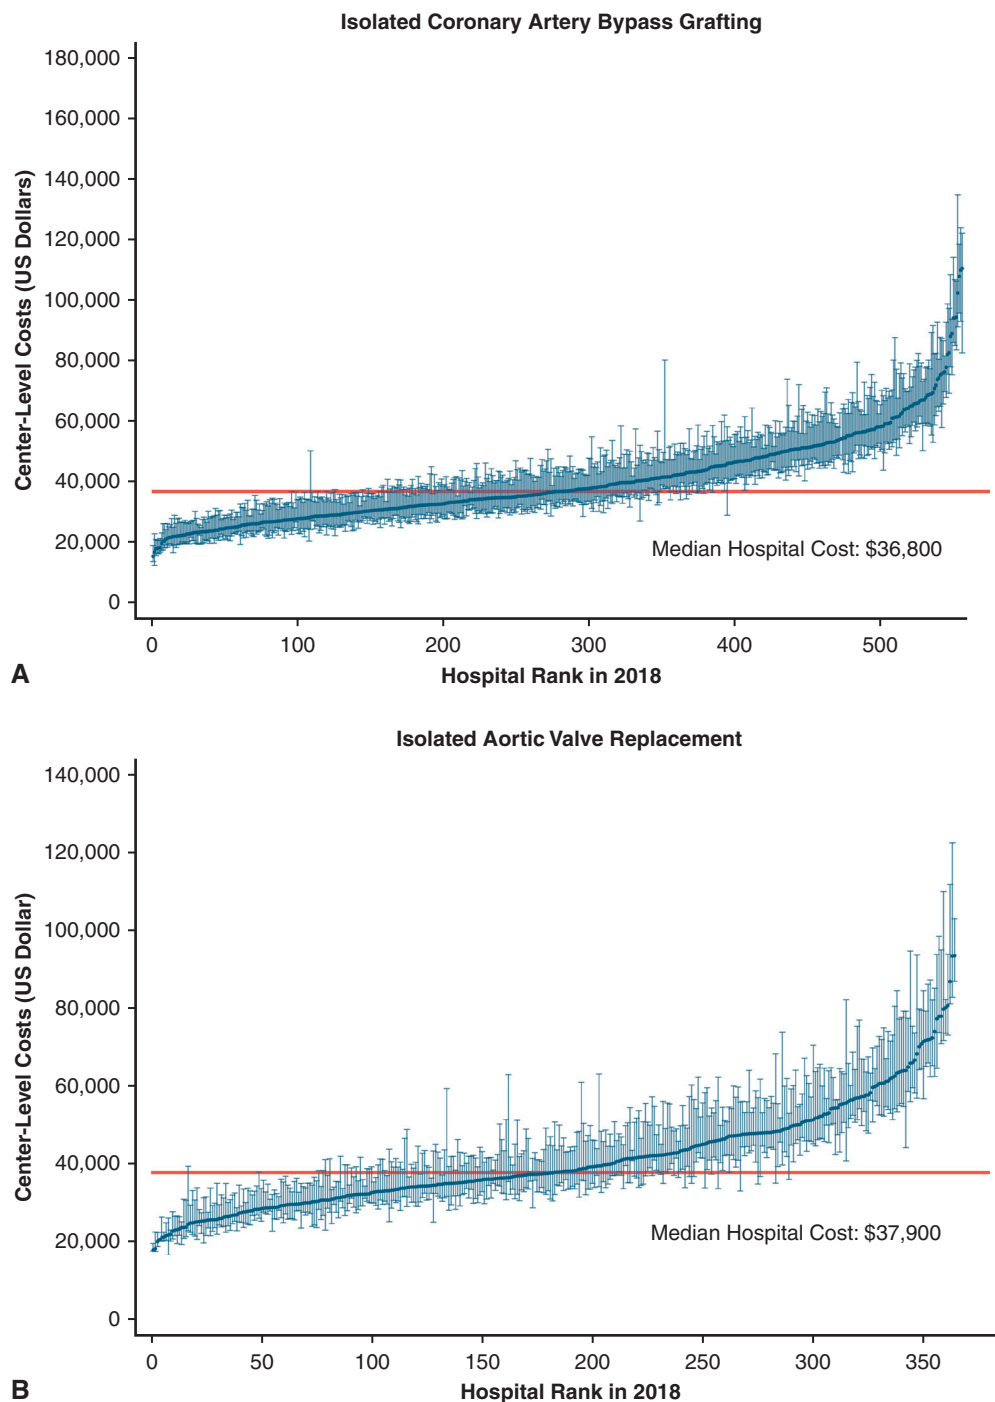 Isolated Coronary Artery Bypass Grafting
180,000
160,000
140,000
120,000
100,000
80,000
60,000
40,000
20,000
0
Center-Level Costs (US Dollars)
Median Hospital Cost: $36,800
0 100 200 300 400 500
Hospital Rank in 2018
A
Isolated Aortic Valve Replacement
140,000
120,000
100,000
80,000
60,000
40,000
20,000
0
Center-Level Costs (US Dollar)
Median Hospital Cost: $37,900
0 50 100 150 200 250 300 350
Hospital Rank in 2018
B